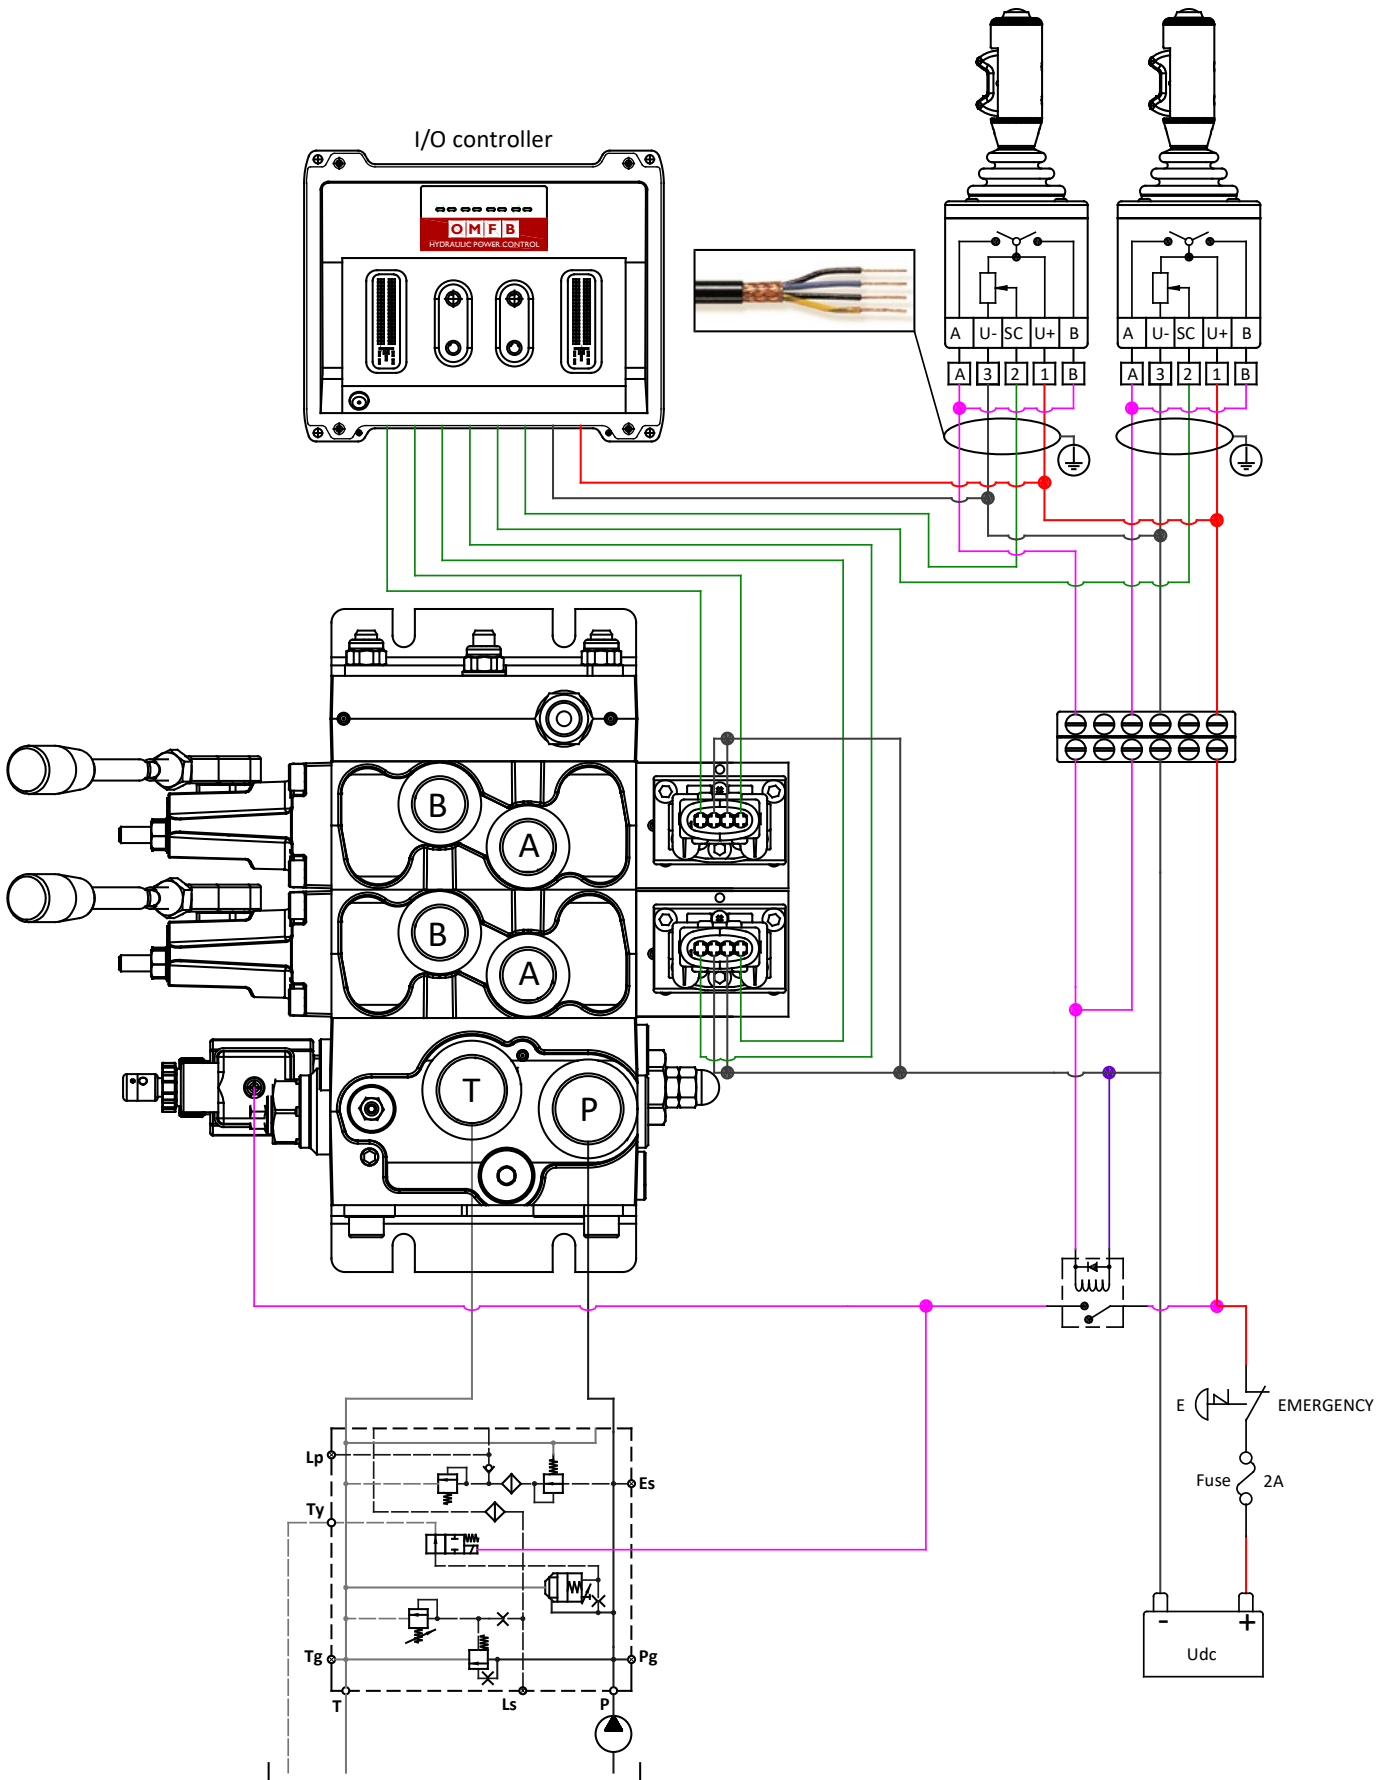 I/O controller
OMFB
HYDRAULIC POWER CONTROL
A U- SC U+ B
A 3 2 1 B
A U- SC U+ B
A 3 2 1 B
B
A
B
A
T
P
E
EMERGENCY
Fuse 2A
Lp
Es
Ty
Tg
Pg
T
Ls
P
- +
Udc